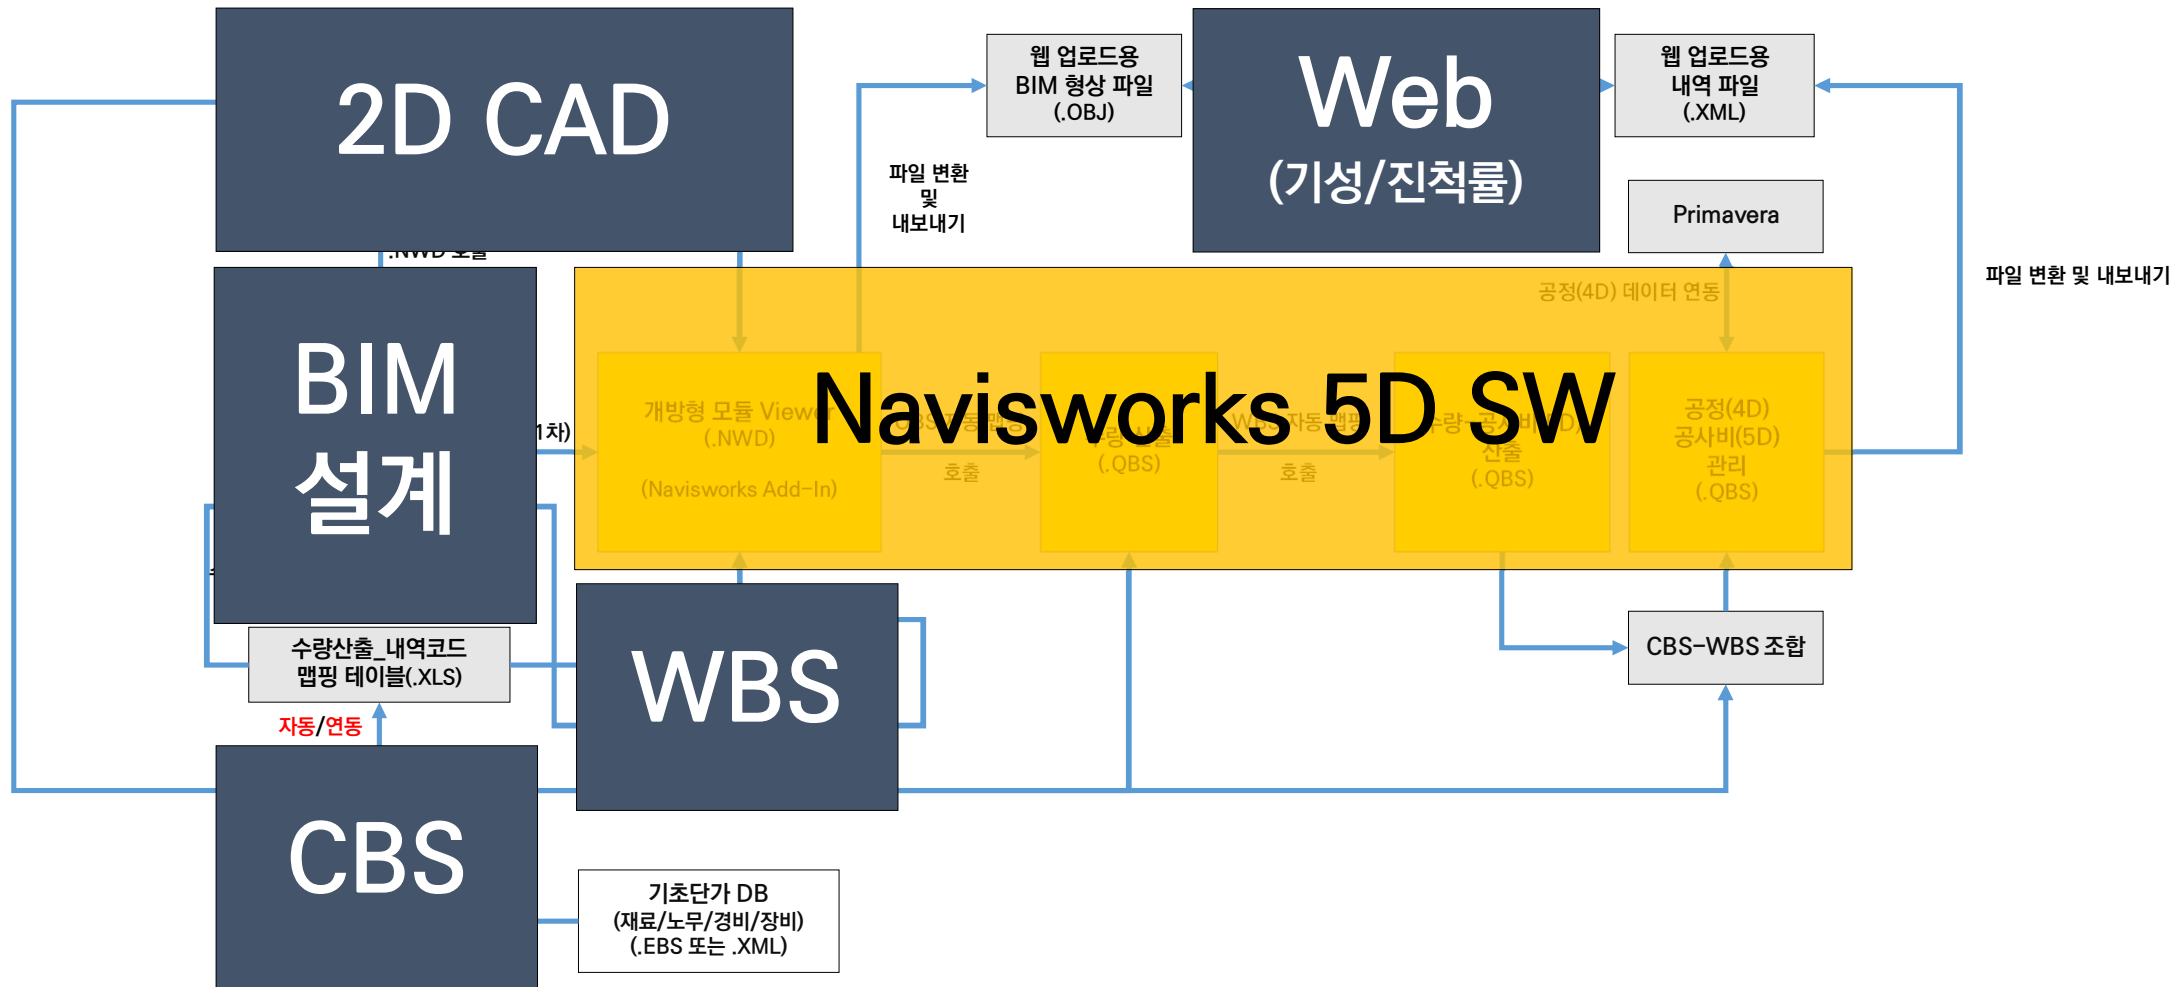 2D CAD
웹 업로드용
BIM 형상 파일
(.OBJ)
Web
(기성/진척률)
웹 업로드용
내역 파일
(.XML)
파일 변환
및
내보내기
Primavera
파일 변환 및 내보내기
.NWD 호출
공정(4D) 데이터 연동
BIM
설계
1차)
Navisworks 5D SW
개방형 모듈 Viewer
(.NWD)
(Navisworks Add-In)
호출
(.QBS)
호출
산출
(.QBS)
공정(4D)
공사비(5D)
관리
(.QBS)
수량산출_내역코드
맵핑 테이블(.XLS)
WBS
CBS-WBS 조합
자동/연동
CBS
기초단가 DB
(재료/노무/경비/장비)
(.EBS 또는 .XML)